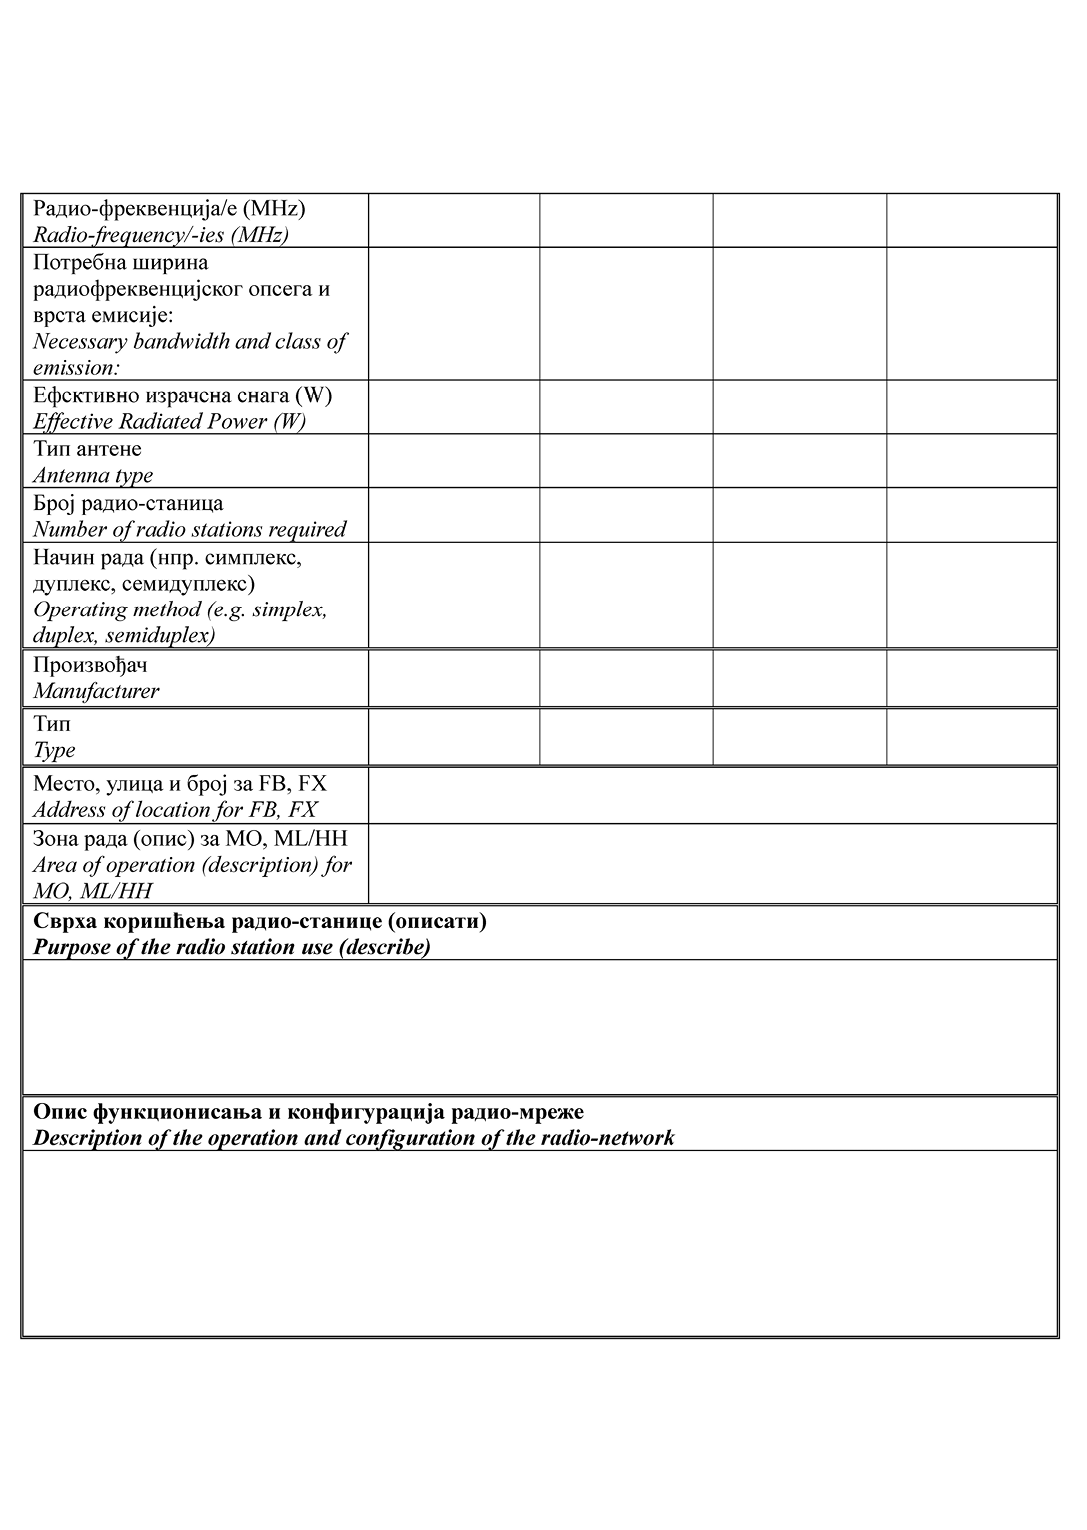 Радио-фреквенција/е (MHz)
Radio-frequency/-ies (MHz)
Потребна ширина
радиофреквенцијског опсега и
врста емисије:
Necessary bandwidth and class of
emission:
Ефсктивно израчсна снага (W)
Effective Radiated Power (W)
Тип антене
Antenna type
Број радио-станица
Number of radio stations required
Начин рада (нпр. симплекс,
дуплекс, семидуплекс)
Operating method (e.g. simplex,
duplex, semiduplex)
Произвођач
Manufacturer
Тип
Type
Место, улица и број за FB, FX
Address of location for FB, FX
Зона рада (опис) за MO, ML/HH
Area of operation (description) for
MO, ML/HH
Сврха коришћења радио-станице (описати)
Purpose of the radio station use (describe)
Опис функционисања и конфигурација радио-мреже
Description of the operation and configuration of the radio-network